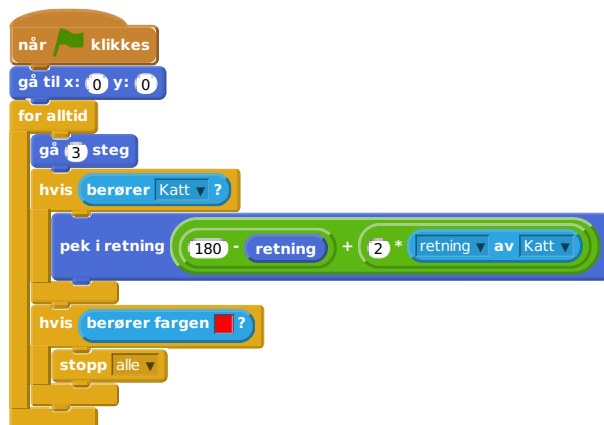 når klikkes
gå til x: 0 y: 0
for alltid
gå 3 steg
hvis berører Katt ?
pek i retning 180 - retning + 2 * retning av Katt
hvis berører fargen ?
stopp alle